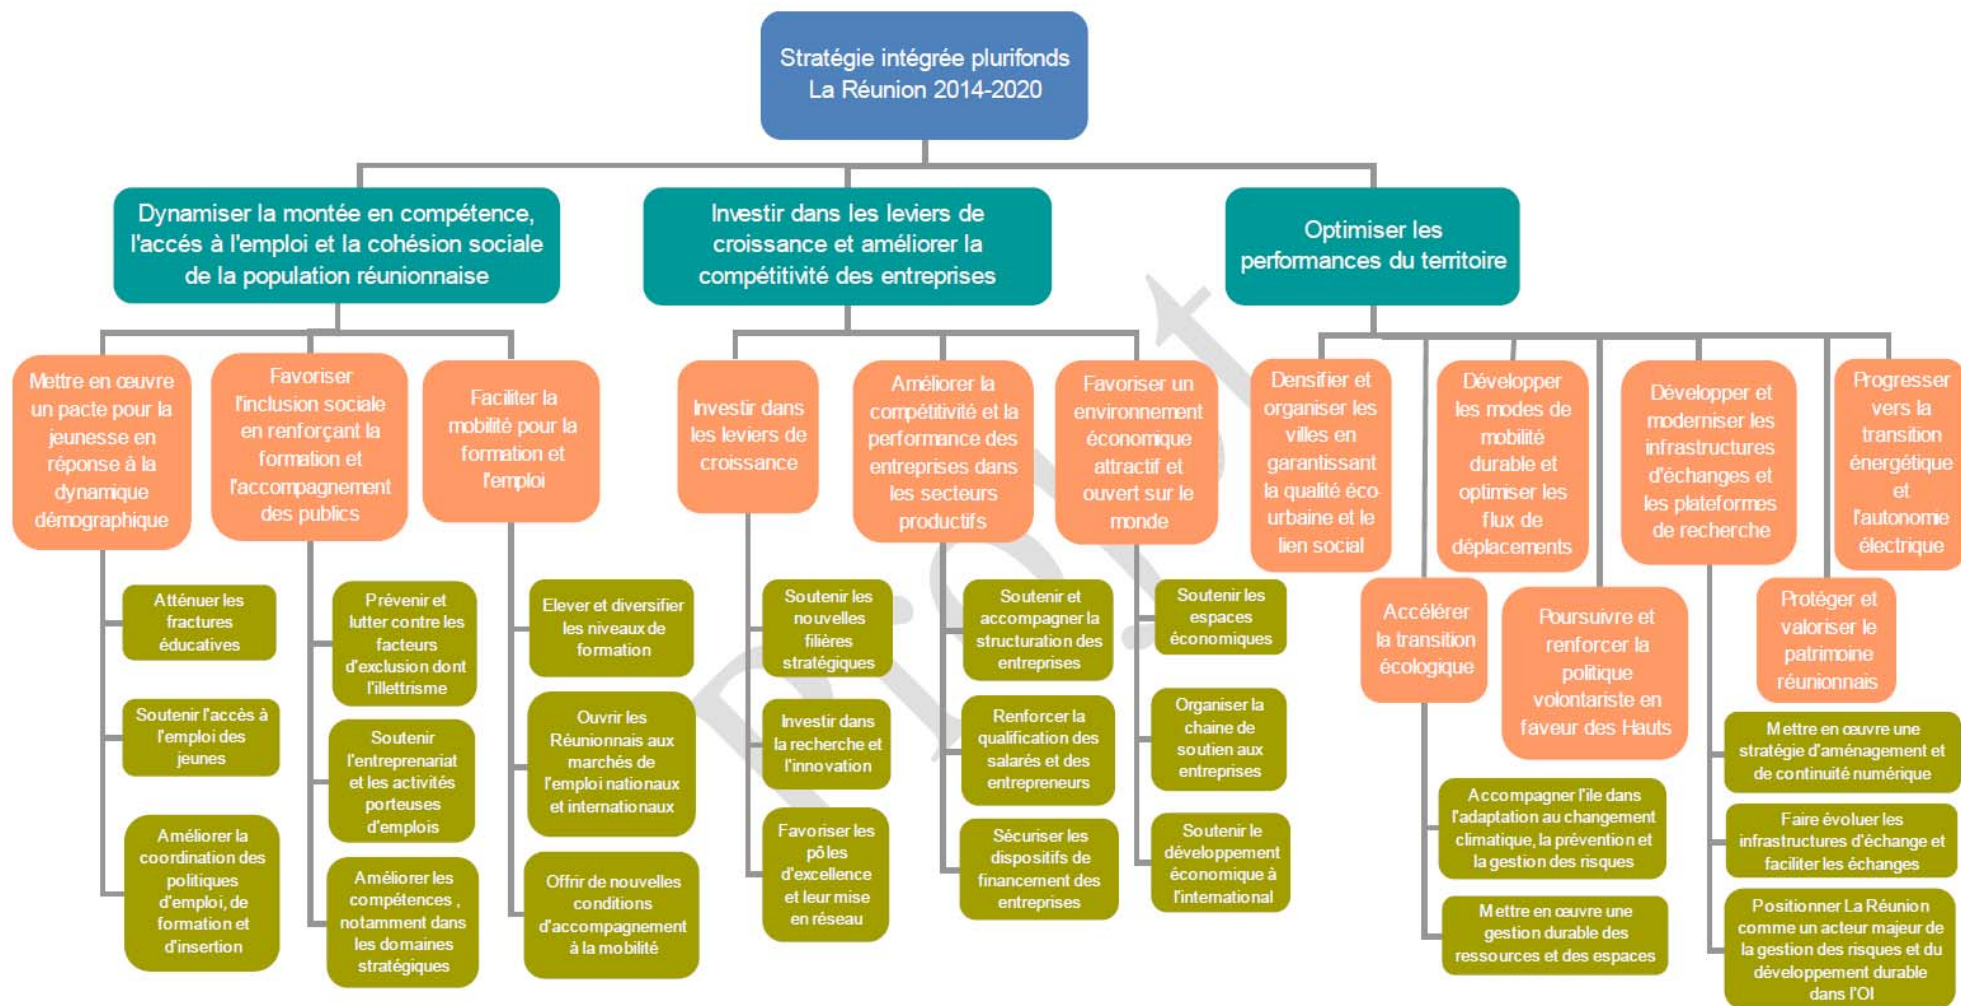 Stratégie intégrée plurifonds
La Réunion 2014-2020
Dynamiser la montée en compétence,
l'accés à l'emploi et la cohésion sociale
de la population réunionnaise
Investir dans les leviers de
croissance et améliorer la
compétitivité des entreprises
Optimiser les
performances du territoire
Mettre en œuvre
un pacte pour la
jeunesse en
réponse à la
dynamique
démographique
Favoriser
l'inclusion sociale
en renforçant la
formation et
l'accompagnement
des publics
Faciliter la
mobilité pour la
formation et
l'emploi
Investir dans
les leviers de
croissance
Améliorer la
compétitivité et la
performance des
entreprises dans
les secteurs
productifs
Favoriser un
environnement
économique
attractif et
ouvert sur le
monde
Densifier et
organiser les
villes en
garantissant
la qualité éco-
urbaine et le
lien social
Développer
les modes de
mobilité
durable et
optimiser les
flux de
déplacements
Développer et
moderniser les
infrastructures
d'échanges et
les plateformes
de recherche
Progresser
vers la
transition
énergétique
et
l'autonomie
électrique
Accélérer
la transition
écologique
Poursuivre et
renforcer la
politique
volontariste en
faveur des Hauts
Protéger et
valoriser le
patrimoine
réunionnais
Atténuer les
fractures
éducatives
Soutenir l'accès à
l'emploi des
jeunes
Améliorer la
coordination des
politiques
d'emploi, de
formation et
d'insertion
Prévenir et
lutter contre les
facteurs
d'exclusion dont
l'illettrisme
Soutenir
l'entreprenariat
et les activités
porteuses
d'emplois
Améliorer les
compétences ,
notamment dans
les domaines
stratégiques
Elever et diversifier
les niveaux de
formation
Ouvrir les
Réunionnais aux
marchés de
l'emploi nationaux
et internationaux
Offrir de nouvelles
conditions
d'accompagnement
à la mobilité
Soutenir les
nouvelles
filières
stratégiques
Investir dans
la recherche et
l'innovation
Favoriser les
pôles
d'excellence
et leur mise
en réseau
Soutenir et
accompagner la
structuration des
entreprises
Renforcer la
qualification des
salarés et des
entrepreneurs
Sécuriser les
dispositifs de
financement des
entreprises
Soutenir les
espaces
économiques
Organiser la
chaine de
soutien aux
entreprises
Soutenir le
développement
économique à
l'international
Accompagner l'ile dans
l'adaptation au changement
climatique, la prévention et
la gestion des risques
Mettre en œuvre une
gestion durable des
ressources et des espaces
Mettre en œuvre une
stratégie d'aménagement et
de continuité numérique
Faire évoluer les
infrastructures d'échange et
faciliter les échanges
Positionner La Réunion
comme un acteur majeur de
la gestion des risques et du
développement durable
dans l'OI
Projet